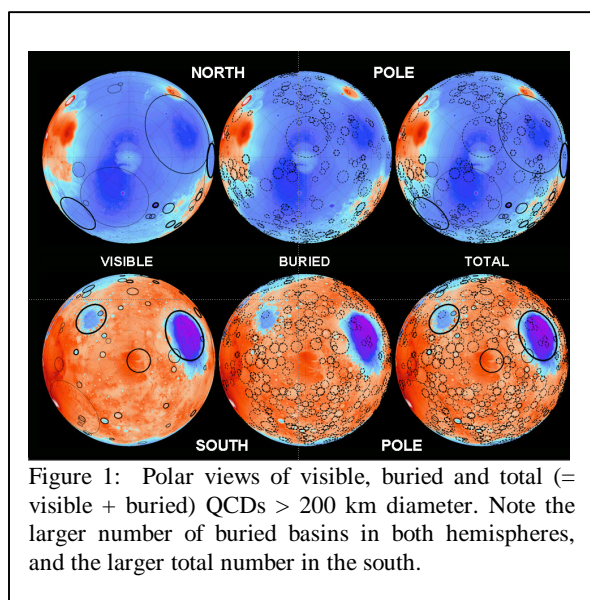 NORTH POLE
VISIBLE BURIED TOTAL
SOUTH POLE
Figure 1: Polar views of visible, buried and total (=
visible + buried) QCDs > 200 km diameter. Note the
larger number of buried basins in both hemispheres,
and the larger total number in the south.